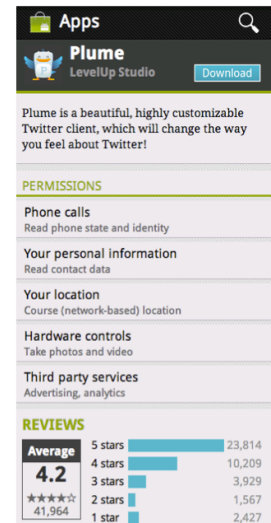 Apps
Plume
LevelUp Studio
Download
Plume is a beautiful, highly customizable
Twitter client, which will change the way
you feel about Twitter!
PERMISSIONS
Phone calls
Read phone state and identity
Your personal information
Read contact data
Your location
Course (network-based) location
Hardware controls
Take photos and video
Third party services
Advertising, analytics
REVIEWS
Average
4.2
41,964
5 stars 23,814
4 stars 10,209
3 stars 3,929
2 stars 1,567
1 star 2,427